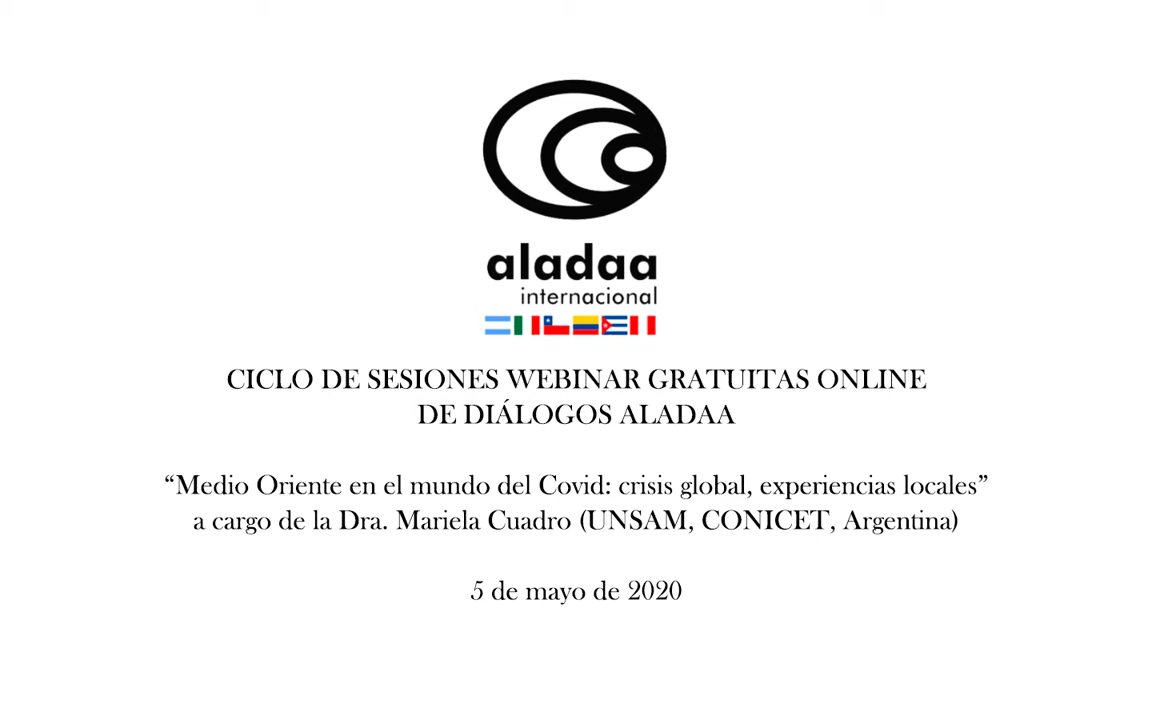 aladaa
internacional
CICLO DE SESIONES WEBINAR GRATUITAS ONLINE
DE DIÁLOGOS ALADAA
“Medio Oriente en el mundo del Covid: crisis global, experiencias locales”
a cargo de la Dra. Mariela Cuadro (UNSAM, CONICET, Argentina)
5 de mayo de 2020